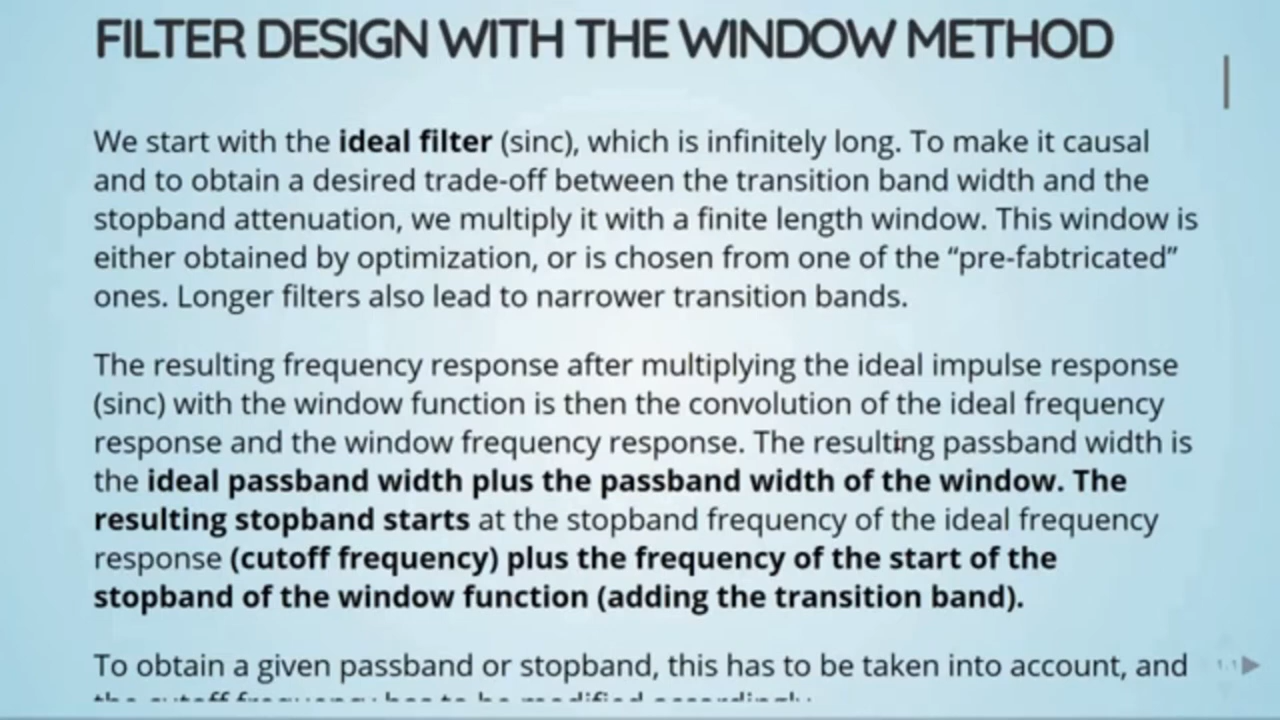 FILTER DESIGN WITH THE WINDOW METHOD
We start with the ideal filter (sinc), which is infinitely long. To make it causal
and to obtain a desired trade-off between the transition band width and the
stopband attenuation, we multiply it with a finite length window. This window is
either obtained by optimization, or is chosen from one of the “pre-fabtricated”
ones. Longer filters also lead to narrower transition bands.
The resulting frequency response after multiplying the ideal impulse response
(sinc) with the window function is then the convolution of the ideal frequency
response and the window frequency response. The resulting passband width is
the ideal passband width plus the passband width of the window. The
resulting stopband starts at the stopband frequency of the ideal frequency
response (cutoff frequency) plus the frequency of the start of the
stopband of the window function (adding the transition band).
To obtain a given passband or stopband, this has to be taken into account, and
the cutoff frequency has to be modified accordingly.